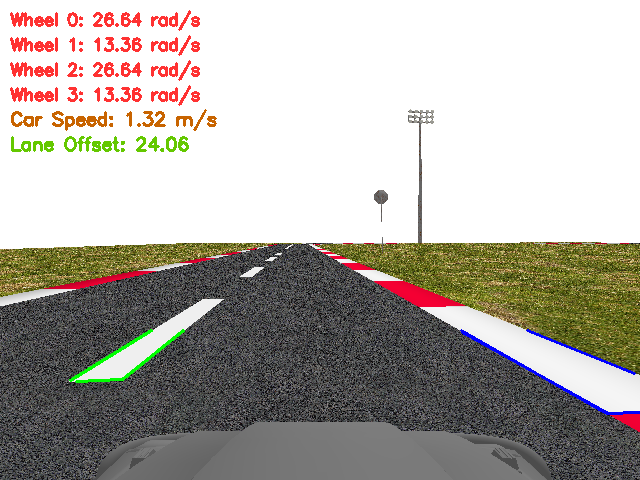 Wheel 0: 26.64 rad/s
Wheel 1: 13.36 rad/s
Wheel 2: 26.64 rad/s
Wheel 3: 13.36 rad/s
Car Speed: 1.32 m/s
Lane Offset: 24.06